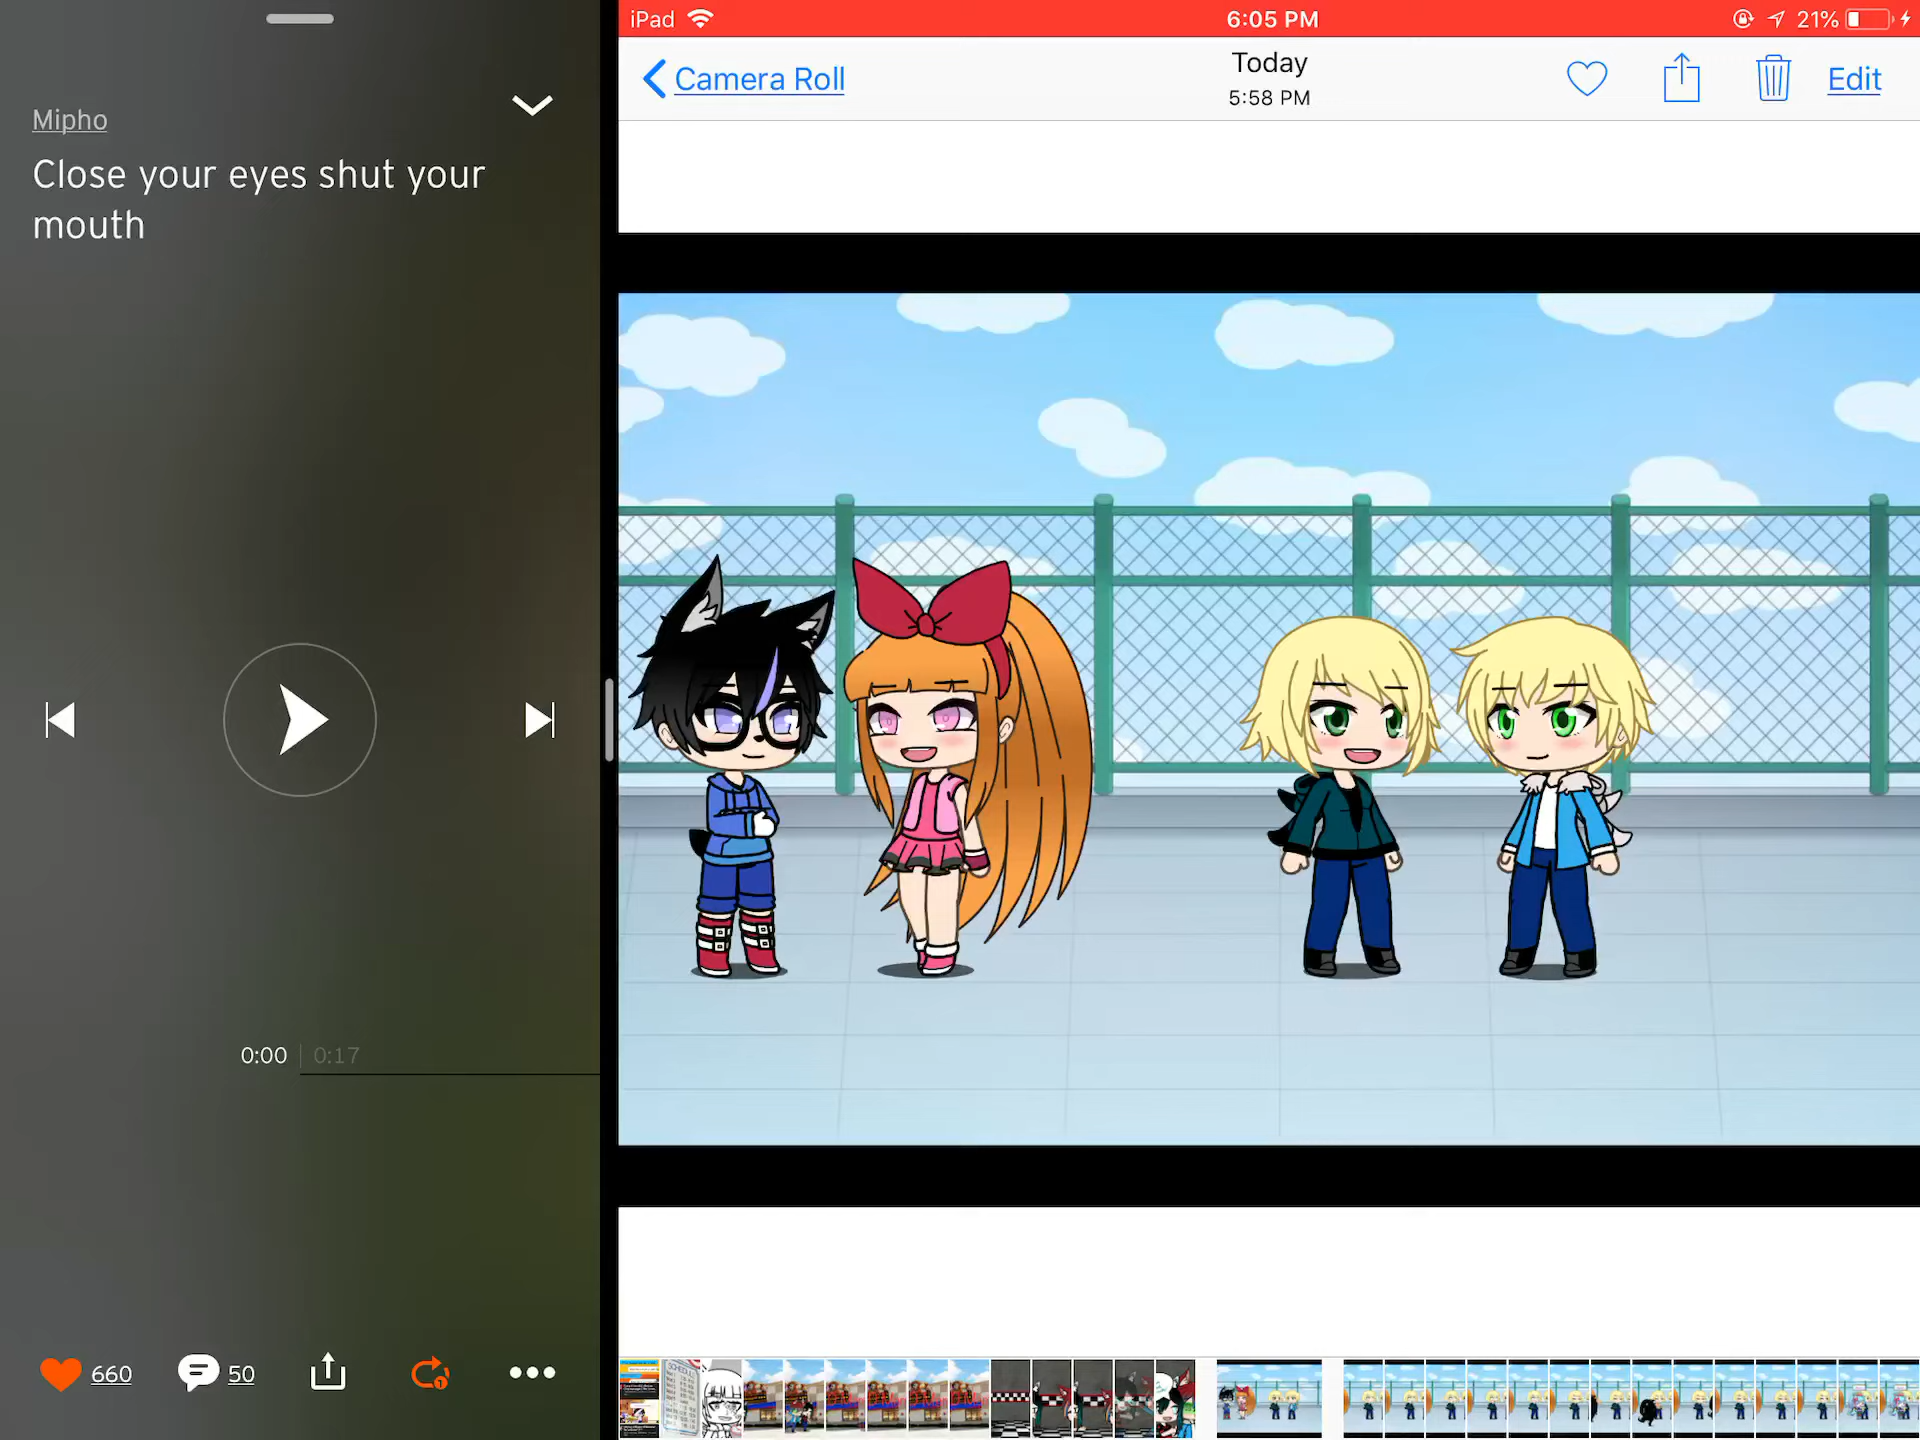 Mipho
Close your eyes shut your
mouth
0:00
0:17
660
50
iPad
6:05 PM
21%
Camera Roll
Today
5:58 PM
Edit